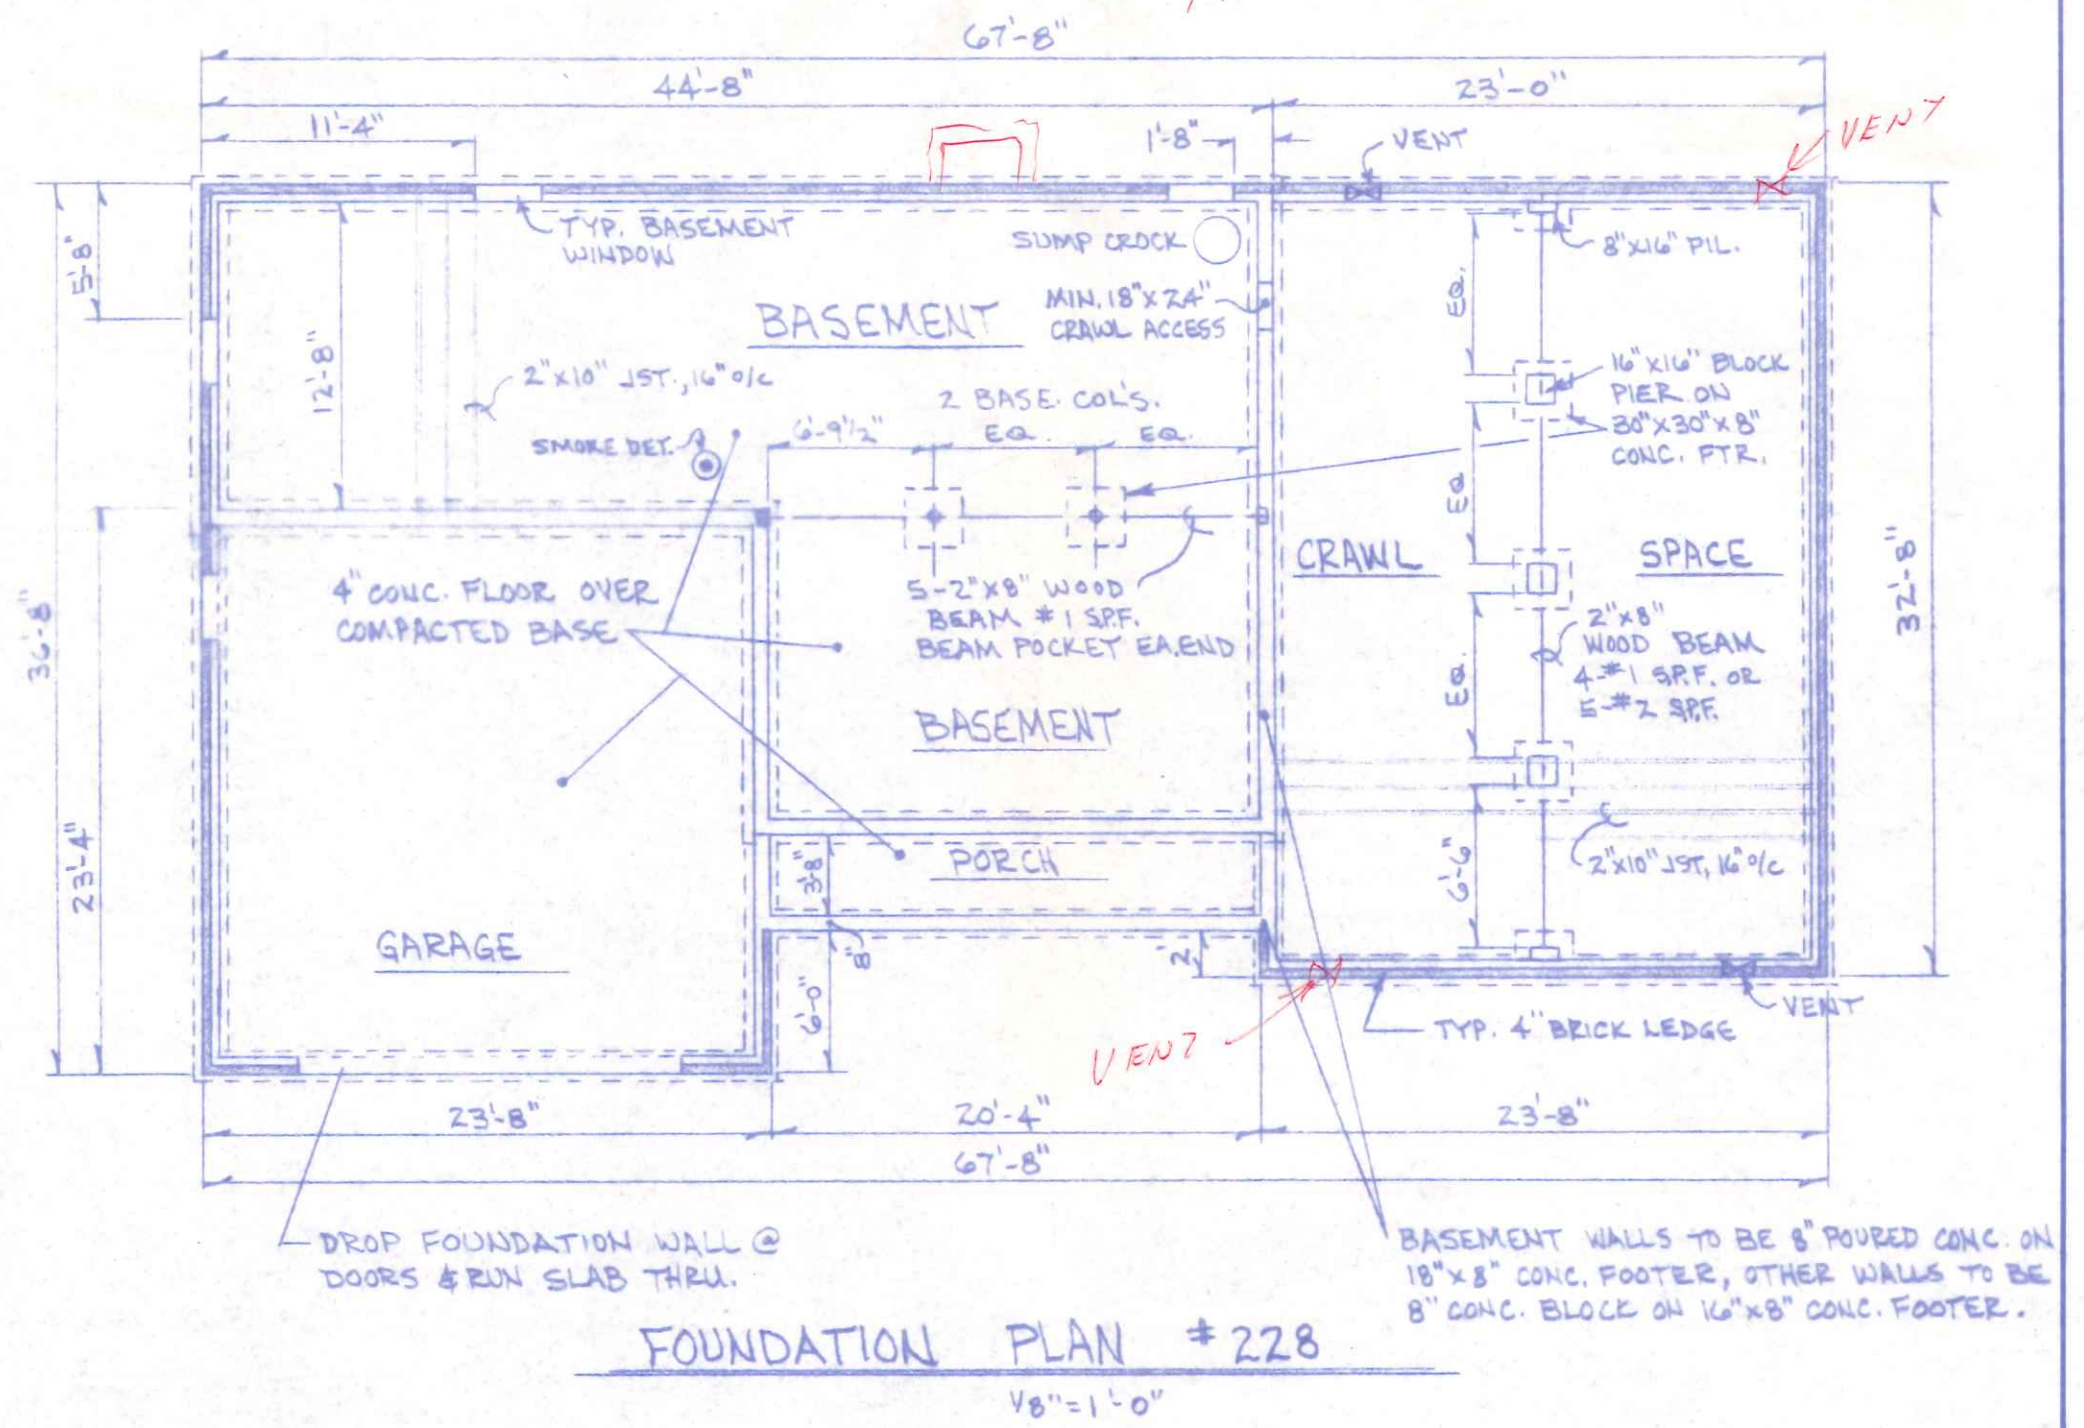 67'-8"
44'-8"
23'-0"
11'-4"
1'-8"
VENT
VENT
5'-8"
TYP. BASEMENT
WINDOW
SUMP CROCK
8"X16" PIL.
EQ.
BASEMENT
MIN. 18"X24"
CRAWL ACCESS
12'-8"
2"X10" JST., 16" O/C
16"X16" BLOCK
PIER ON
30"X30"X8"
CONC. FTR.
2 BASE. COL'S.
6'-9 1/2"
EQ.
EQ.
SMOKE DET.
EQ
36'-8"
4" CONC. FLOOR OVER
COMPACTED BASE
5-2"X8" WOOD
BEAM #1 S.P.F.
BEAM POCKET EA. END
CRAWL
SPACE
32'-8"
2"X8"
WOOD BEAM
4-#1 S.P.F. OR
5-#2 S.P.F.
EQ.
BASEMENT
23'-4"
PORCH
3'-8"
6'-6"
2"X10" JST, 16" O/C
GARAGE
8"
2'
6'-0"
VENT
TYP. 4" BRICK LEDGE
VENT
23'-8"
20'-4"
23'-8"
67'-8"
DROP FOUNDATION WALL @
DOORS & RUN SLAB THRU.
BASEMENT WALLS TO BE 8" POURED CONC. ON
18"X8" CONC. FOOTER, OTHER WALLS TO BE
8" CONC. BLOCK ON 16"X8" CONC. FOOTER.
FOUNDATION PLAN #228
1/8"=1'-0"